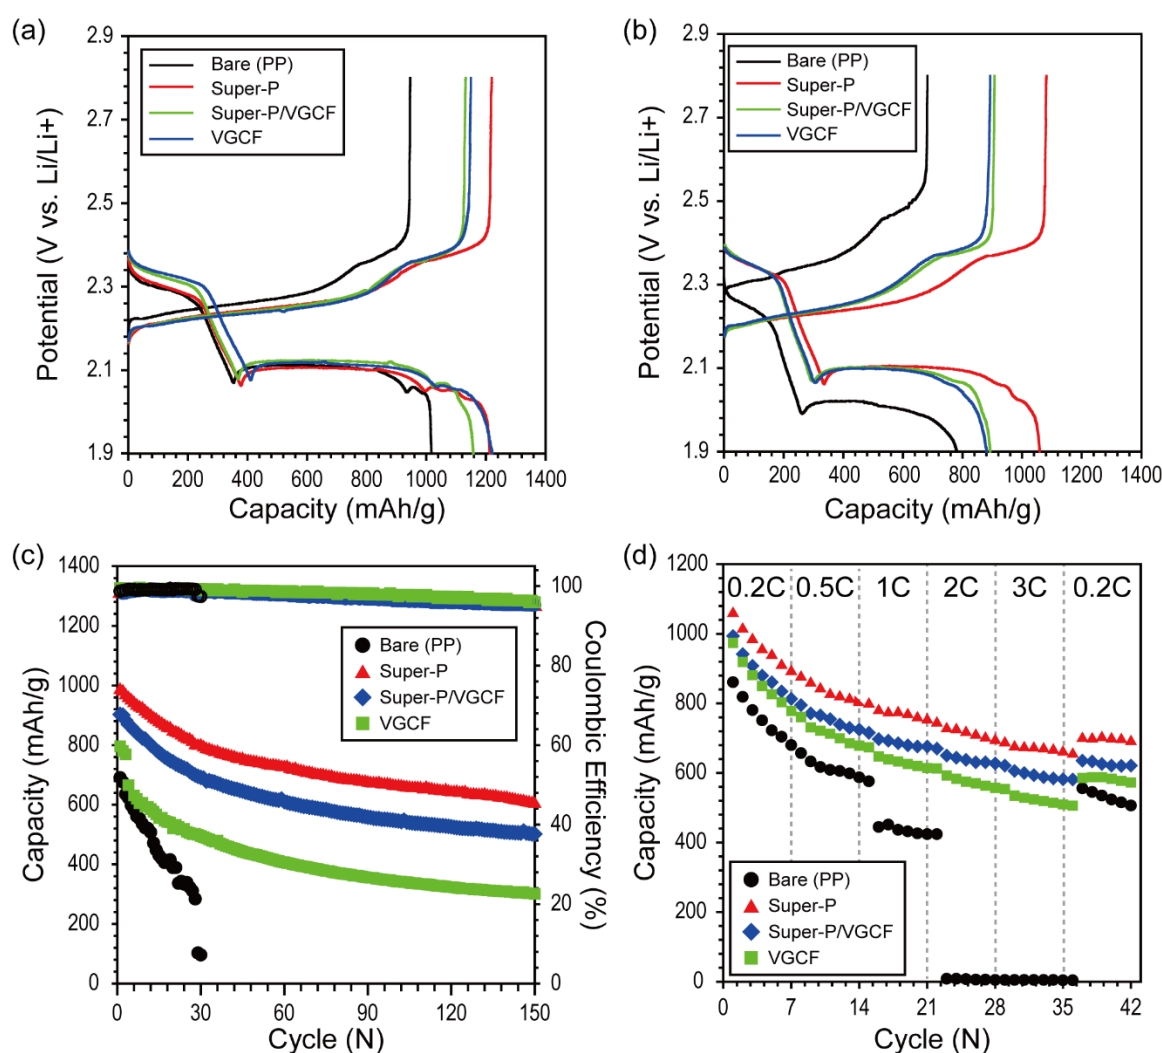 (a)
Potential (V vs. Li/Li+)
2.9
2.7
2.5
2.3
2.1
1.9
Bare (PP)
Super-P
Super-P/VGCF
VGCF
0 200 400 600 800 1000 1200 1400
Capacity (mAh/g)
(b)
Potential (V vs. Li/Li+)
2.9
2.7
2.5
2.3
2.1
1.9
Bare (PP)
Super-P
Super-P/VGCF
VGCF
0 200 400 600 800 1000 1200 1400
Capacity (mAh/g)
(c)
Capacity (mAh/g)
1400
1200
1000
800
600
400
200
0
Bare (PP)
Super-P
Super-P/VGCF
VGCF
100
80
60
40
20
0
Coulombic Efficiency (%)
0 30 60 90 120 150
Cycle (N)
(d)
Capacity (mAh/g)
1200
1000
800
600
400
200
0
0.2C 0.5C 1C 2C 3C 0.2C
Bare (PP)
Super-P
Super-P/VGCF
VGCF
0 7 14 21 28 35 42
Cycle (N)